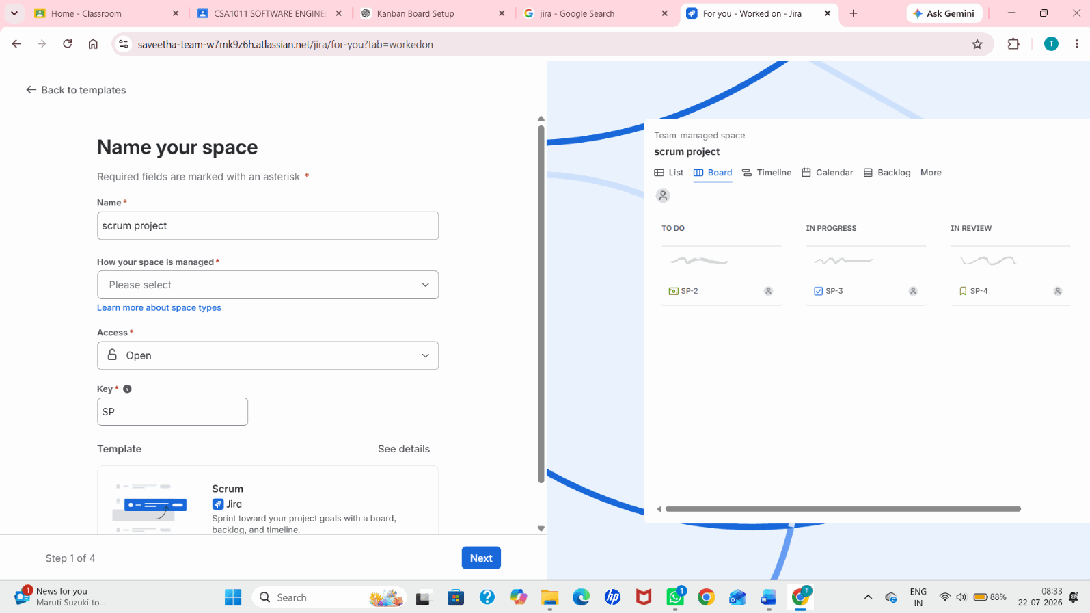 Home - Classroom
CSA1011 SOFTWARE ENGINE
Kanban Board Setup
jira - Google Search
For you - Worked on - Jira
Ask Gemini
saveetha-team-w7mk9z6h.atlassian.net/jira/for-you?tab=workedon
T
Back to templates
Name your space
Required fields are marked with an asterisk *
Name *
scrum project
How your space is managed *
Please select
Learn more about space types
Access *
Open
Key *
SP
Template See details
Scrum
Jira
Sprint toward your project goals with a board,
backlog, and timeline.
Step 1 of 4
Next
Team-managed space
scrum project
List Board Timeline Calendar Backlog More
TO DO IN PROGRESS IN REVIEW
SP-2 SP-3 SP-4
1
News for you
Maruti Suzuki to...
Search
1
1
ENG
IN
88%
08:33
22-07-2026